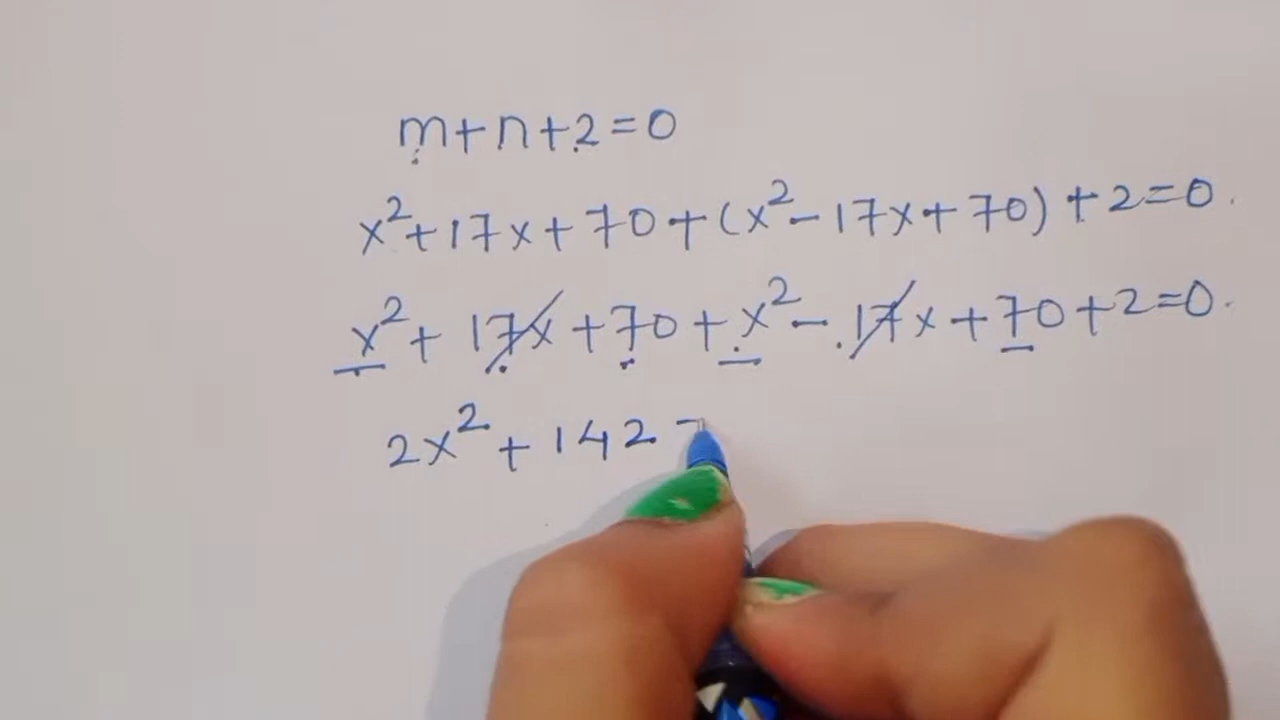 m+n+2=0
x²+17x+70+(x²-17x+70)+2=0.
x²+17x+70+x²-17x+70+2=0.
2x²+142